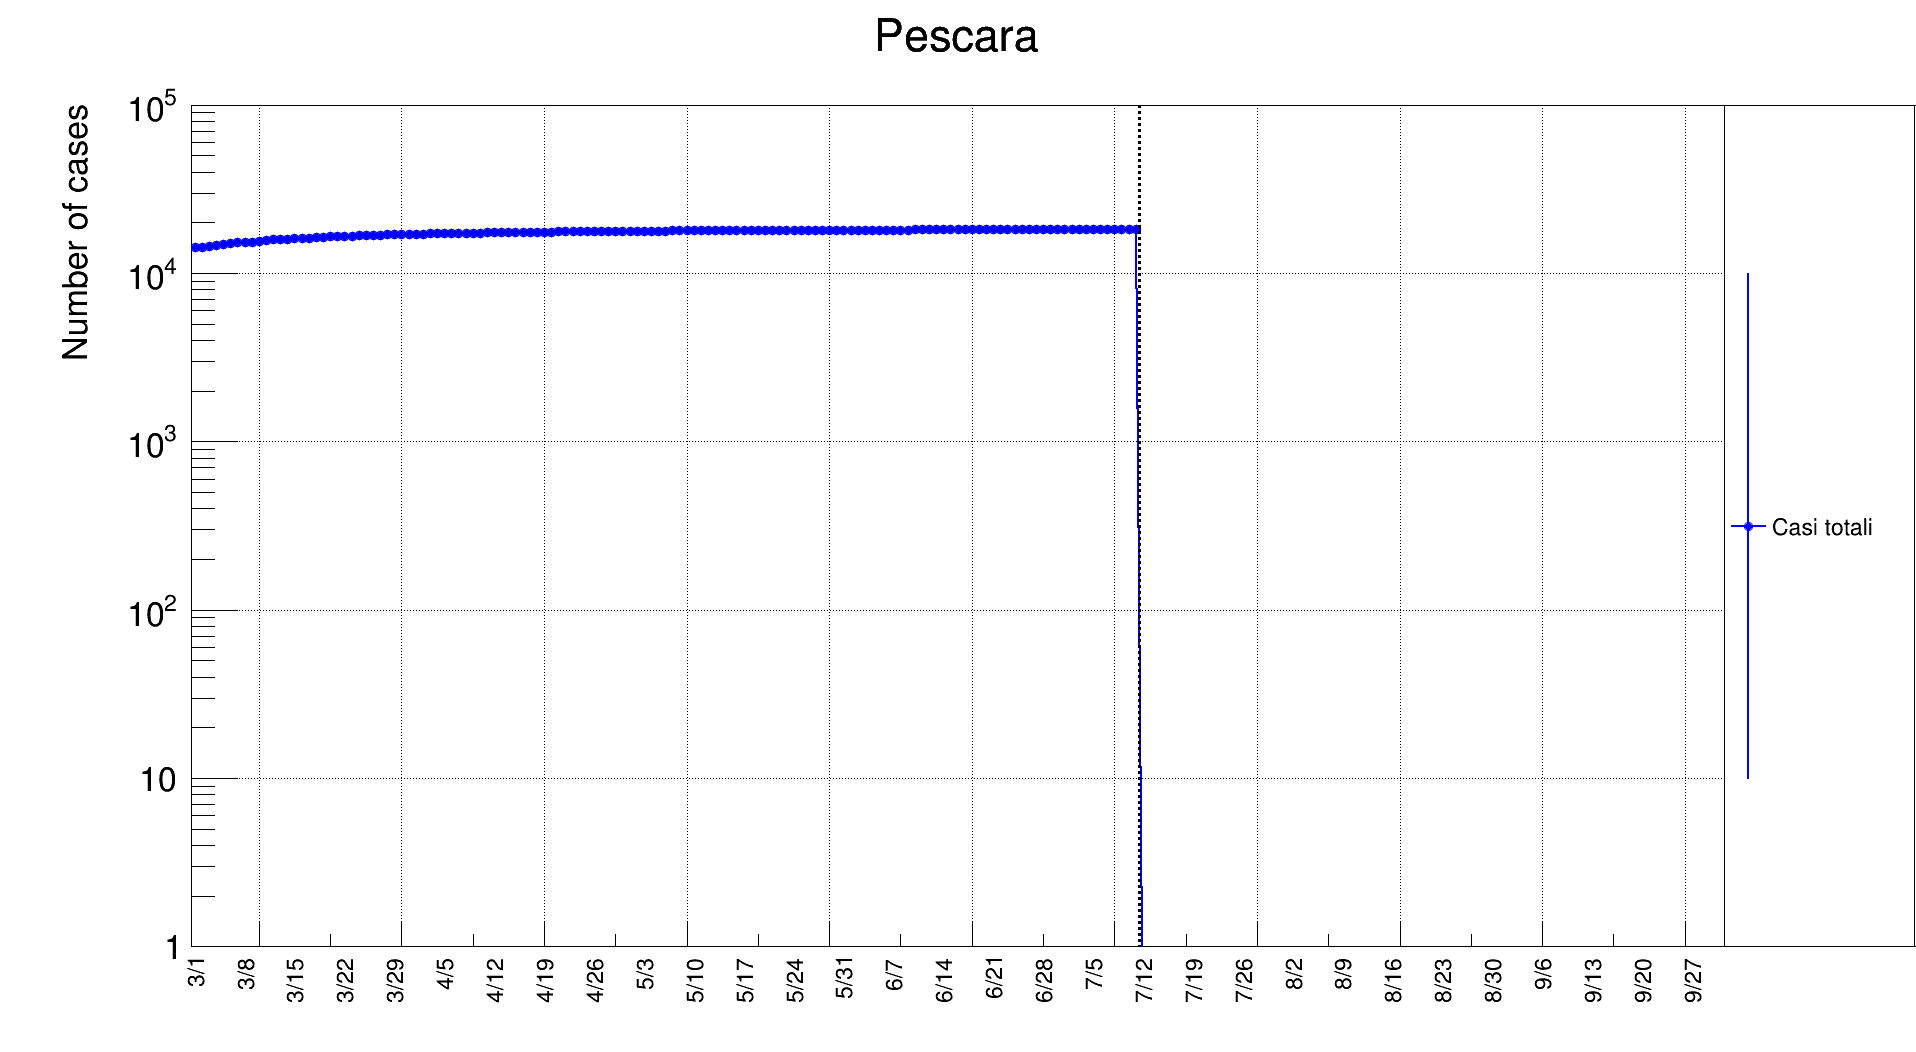 Pescara
Number of cases
10^5
10^4
10^3
10^2
10
1
3/1 3/8 3/15 3/22 3/29 4/5 4/12 4/19 4/26 5/3 5/10 5/17 5/24 5/31 6/7 6/14 6/21 6/28 7/5 7/12 7/19 7/26 8/2 8/9 8/16 8/23 8/30 9/6 9/13 9/20 9/27
Casi totali